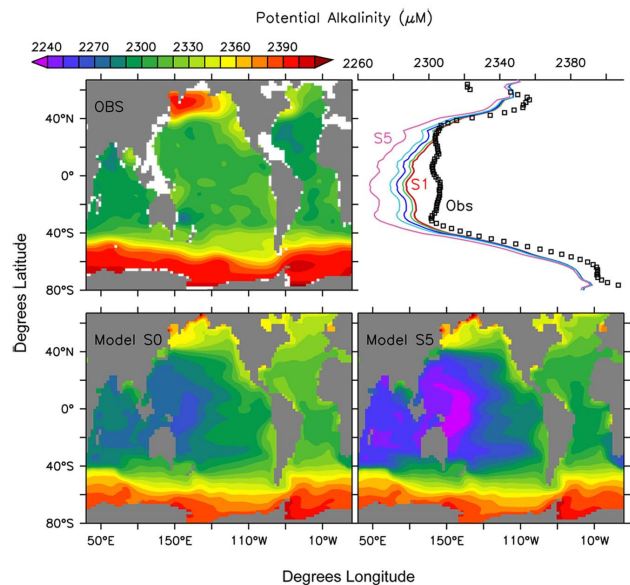 Potential Alkalinity (μM)
2240 2270 2300 2330 2360 2390
2260 2300 2340 2380
OBS
S5
S1
Obs
40°N
0°
40°S
80°S
Degrees Latitude
Model S0
Model S5
40°N
0°
40°S
80°S
50°E 150°E 110°W 10°W
50°E 150°E 110°W 10°W
Degrees Longitude